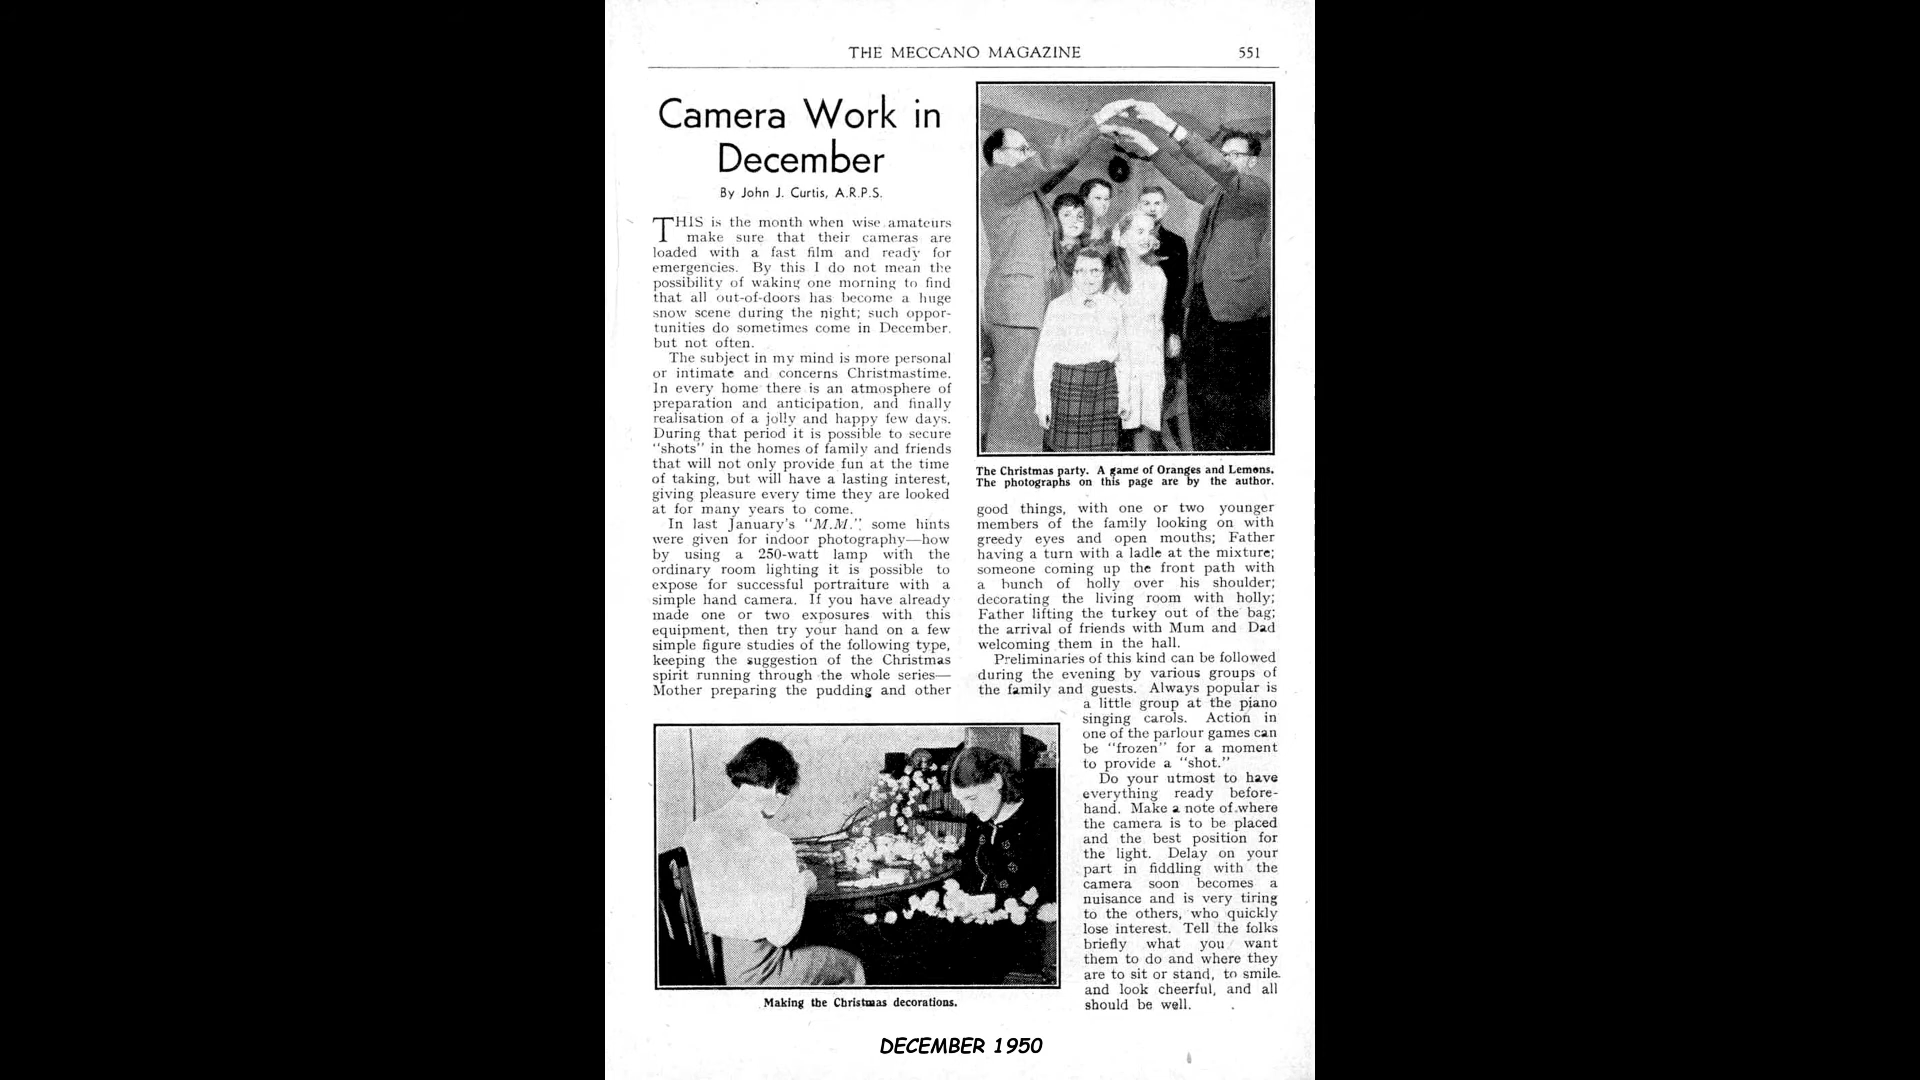 THE MECCANO MAGAZINE 551
Camera Work in
December
By John J. Curtis, A.R.P.S.
THIS is the month when wise amateurs
make sure that their cameras are
loaded with a fast film and ready for
emergencies. By this I do not mean the
possibility of waking one morning to find
that all out-of-doors has become a huge
snow scene during the night; such oppor-
tunities do sometimes come in December,
but not often.
The subject in my mind is more personal
or intimate and concerns Christmastime.
In every home there is an atmosphere of
preparation and anticipation, and finally
realisation of a jolly and happy few days.
During that period it is possible to secure
"shots" in the homes of family and friends
that will not only provide fun at the time
of taking, but will have a lasting interest,
giving pleasure every time they are looked
at for many years to come.
In last January's "M.M." some hints
were given for indoor photography—how
by using a 250-watt lamp with the
ordinary room lighting it is possible to
expose for successful portraiture with a
simple hand camera. If you have already
made one or two exposures with this
equipment, then try your hand on a few
simple figure studies of the following type,
keeping the suggestion of the Christmas
spirit running through the whole series—
Mother preparing the pudding and other
The Christmas party. A game of Oranges and Lemons.
The photographs on this page are by the author.
good things, with one or two younger
members of the family looking on with
greedy eyes and open mouths; Father
having a turn with a ladle at the mixture;
someone coming up the front path with
a bunch of holly over his shoulder;
decorating the living room with holly;
Father lifting the turkey out of the bag;
the arrival of friends with Mum and Dad
welcoming them in the hall.
Preliminaries of this kind can be followed
during the evening by various groups of
the family and guests. Always popular is
a little group at the piano
singing carols. Action in
one of the parlour games can
be "frozen" for a moment
to provide a "shot."
Do your utmost to have
everything ready before-
hand. Make a note of where
the camera is to be placed
and the best position for
the light. Delay on your
part in fiddling with the
camera soon becomes a
nuisance and is very tiring
to the others, who quickly
lose interest. Tell the folks
briefly what you want
them to do and where they
are to sit or stand, to smile
and look cheerful, and all
should be well.
Making the Christmas decorations.
DECEMBER 1950